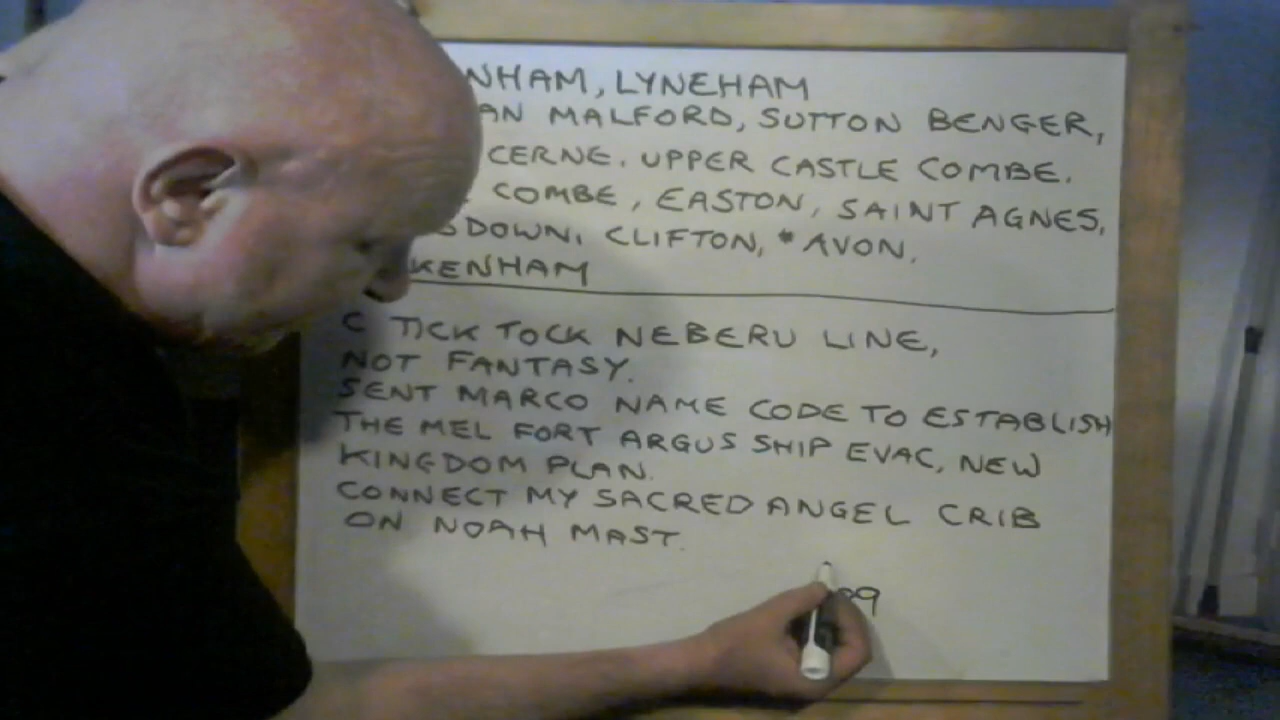 NHAM, LYNEHAM
AN MALFORD, SUTTON BENGER,
CERNE. UPPER CASTLE COMBE.
COMBE, EASTON, SAINT AGNES,
SDOWN, CLIFTON, * AVON.
KENHAM
C TICK TOCK NEBERU LINE,
NOT FANTASY.
SENT MARCO NAME CODE TO ESTABLISH
THE MEL FORT ARGUS SHIP EVAC, NEW
KINGDOM PLAN.
CONNECT MY SACRED ANGEL CRIB
ON NOAH MAST.
99